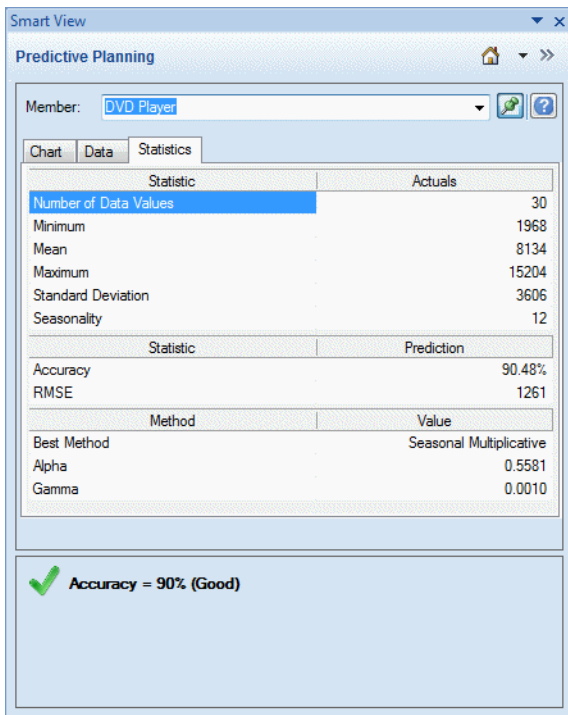 Smart View
Predictive Planning
Member: DVD Player
Chart Data Statistics
Statistic Actuals
Number of Data Values 30
Minimum 1968
Mean 8134
Maximum 15204
Standard Deviation 3606
Seasonality 12
Statistic Prediction
Accuracy 90.48%
RMSE 1261
Method Value
Best Method Seasonal Multiplicative
Alpha 0.5581
Gamma 0.0010
Accuracy = 90% (Good)